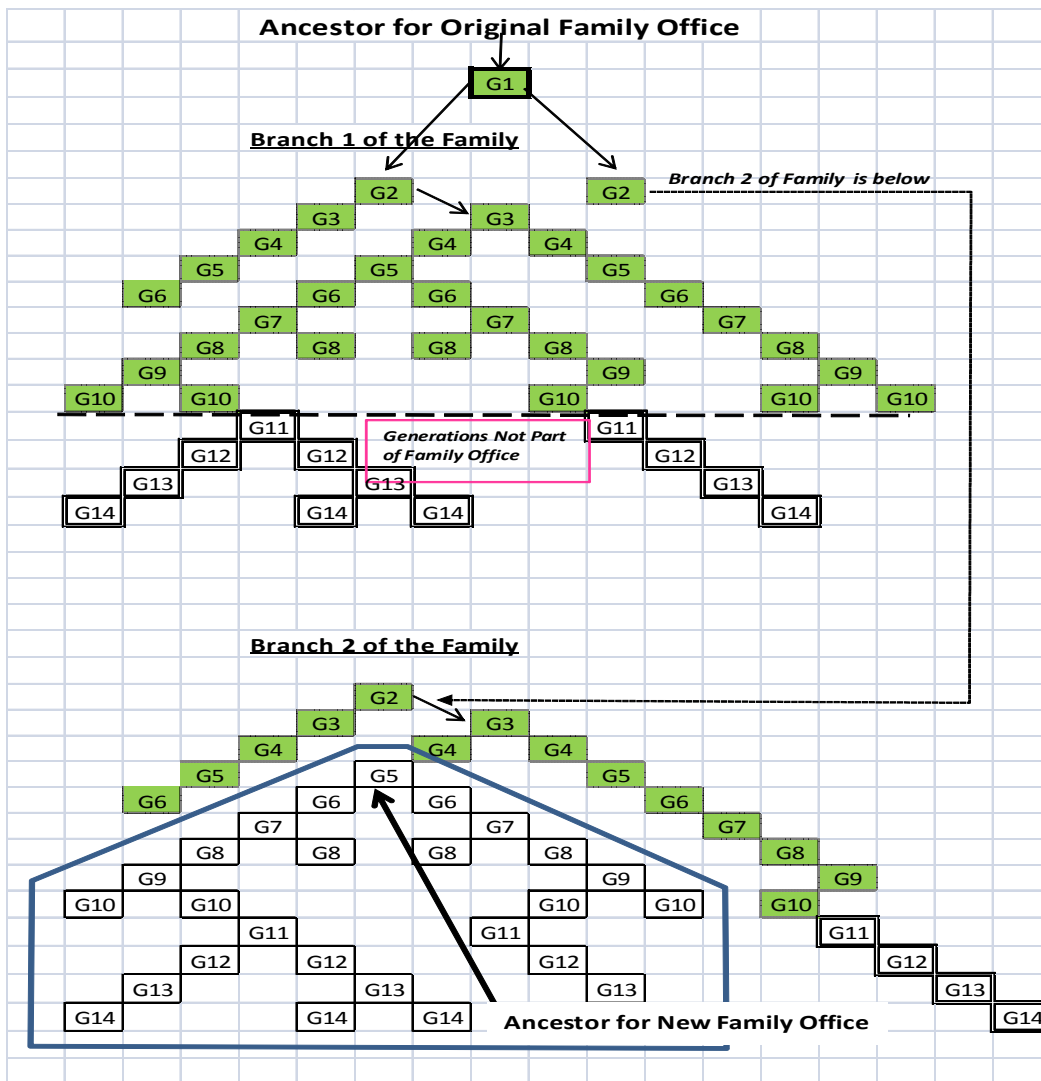 Ancestor for Original Family Office
G1
Branch 1 of the Family
G2 G2 Branch 2 of Family is below
G3 G3
G4 G4 G4
G5 G5 G5
G6 G6 G6 G6
G7 G7 G7
G8 G8 G8 G8 G8
G9 G9 G9
G10 G10 G10 G10 G10
G11 Generations Not Part G11
G12 G12 of Family Office G12
G13 G13 G13
G14 G14 G14 G14
Branch 2 of the Family
G2
G3 G3
G4 G4 G4
G5 G5 G5
G6 G6 G6 G6
G7 G7 G7
G8 G8 G8 G8 G8
G9 G9 G9
G10 G10 G10 G10 G10
G11 G11 G11
G12 G12 G12 G12
G13 G13 G13 G13
G14 G14 G14 Ancestor for New Family Office G14